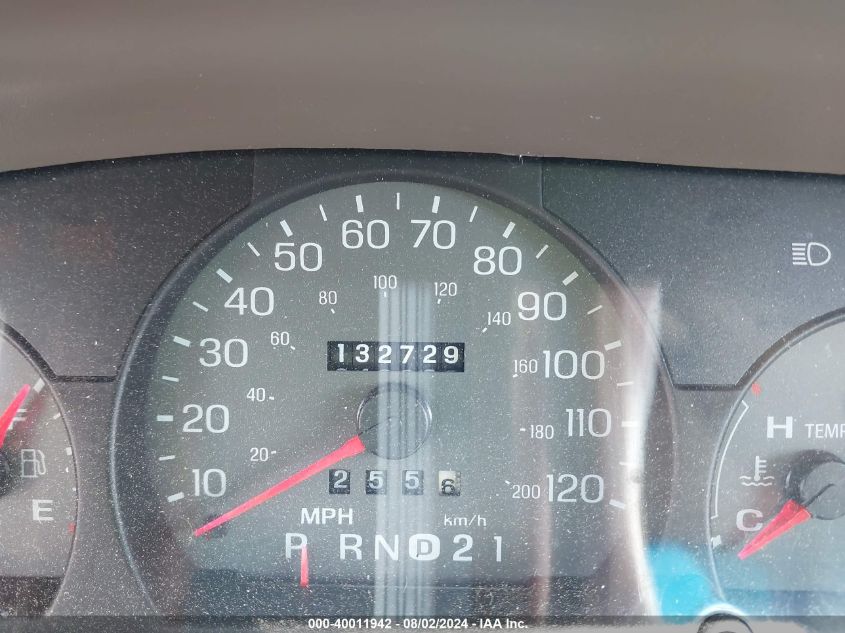 60 70
50 80
100
80 120
40 90
60 140
132729
30 100
160
40
20 110
180
F
H TEMP
20
10 2556 200 120
E
C
MPH km/h
P R N D 2 1
000-40011942 - 08/02/2024 - IAA Inc.